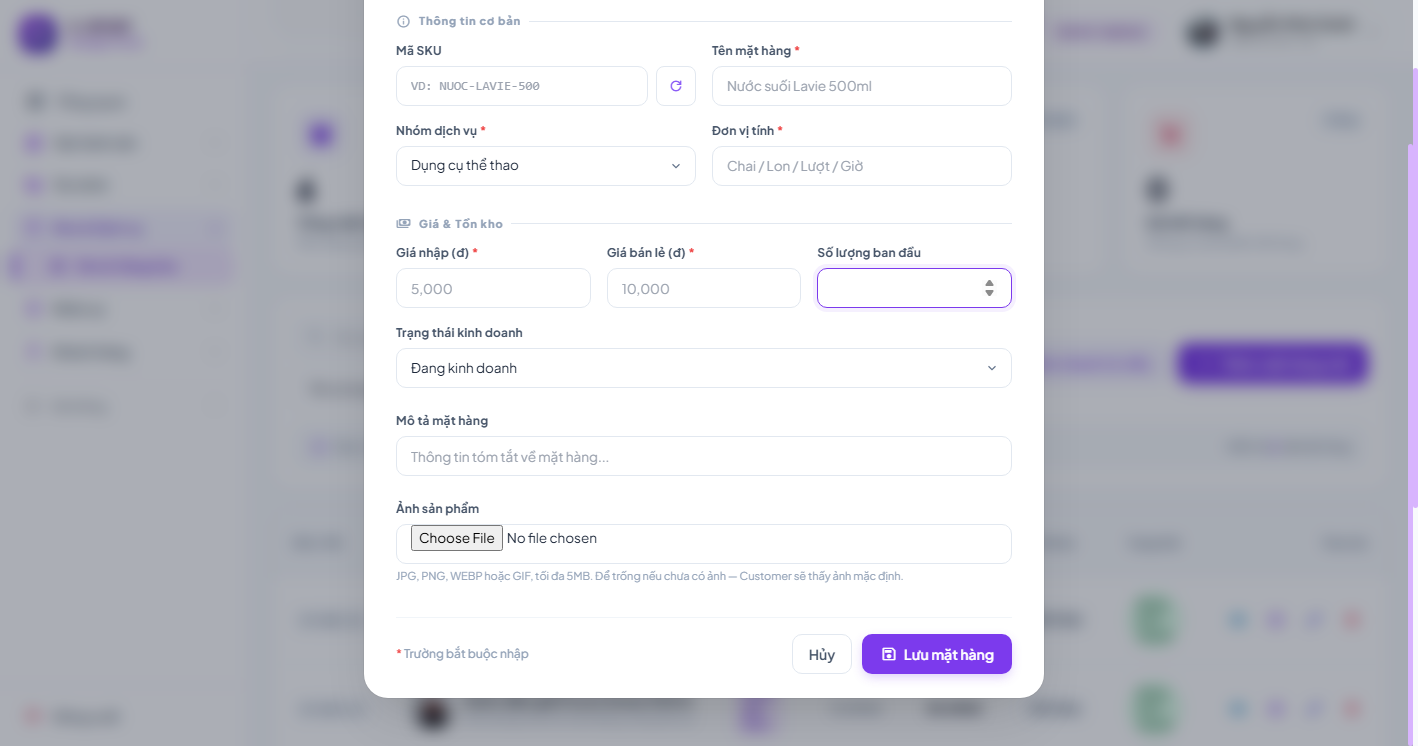 Thông tin cơ bản
Mã SKU
Tên mặt hàng *
VD: NUOC-LAVIE-500
Nước suối Lavie 500ml
Nhóm dịch vụ *
Đơn vị tính *
Dụng cụ thể thao
Chai / Lon / Lượt / Giờ
Giá & Tồn kho
Giá nhập (đ) *
Giá bán lẻ (đ) *
Số lượng ban đầu
5,000
10,000
Trạng thái kinh doanh
Đang kinh doanh
Mô tả mặt hàng
Thông tin tóm tắt về mặt hàng...
Ảnh sản phẩm
Choose File No file chosen
JPG, PNG, WEBP hoặc GIF, tối đa 5MB. Để trống nếu chưa có ảnh — Customer sẽ thấy ảnh mặc định.
* Trường bắt buộc nhập
Hủy
Lưu mặt hàng